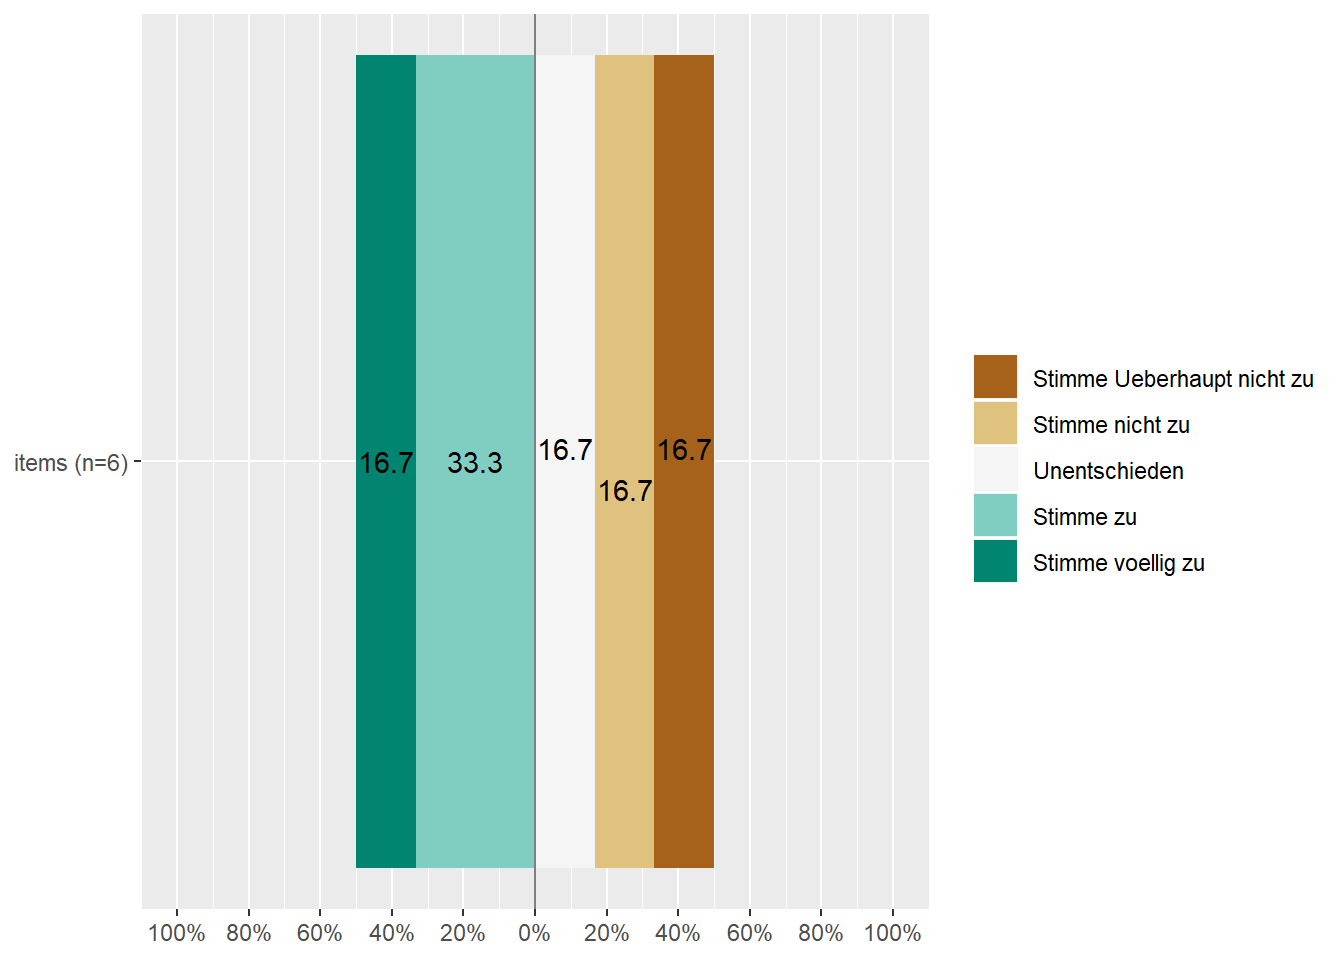 16.7 33.3 16.7 16.7 16.7
items (n=6)
100% 80% 60% 40% 20% 0% 20% 40% 60% 80% 100%
Stimme Ueberhaupt nicht zu
Stimme nicht zu
Unentschieden
Stimme zu
Stimme voellig zu